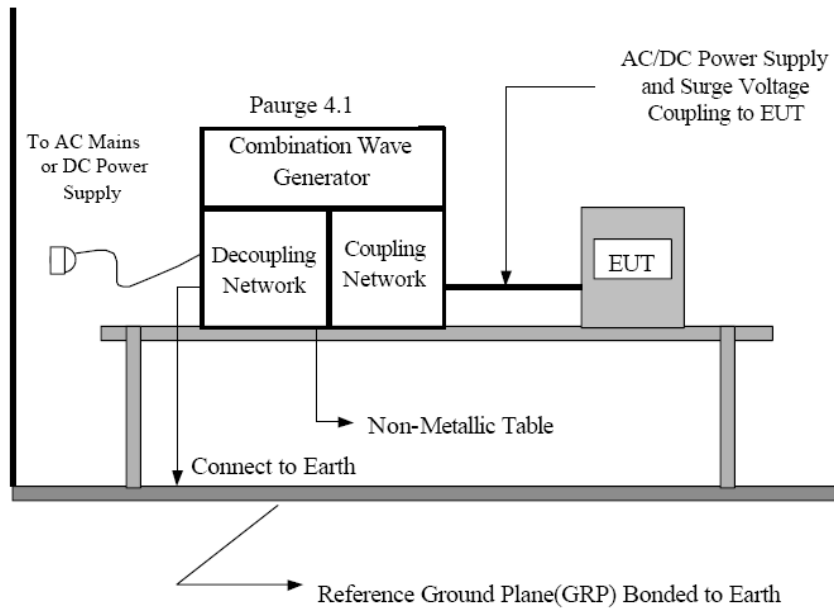 AC/DC Power Supply
and Surge Voltage
Coupling to EUT
Paurge 4.1
To AC Mains
or DC Power
Supply
Combination Wave
Generator
Decoupling
Network
Coupling
Network
EUT
Non-Metallic Table
Connect to Earth
Reference Ground Plane(GRP) Bonded to Earth